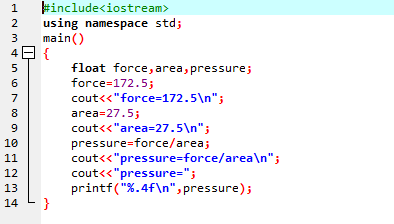 1 #include<iostream>
2 using namespace std;
3 main()
4 {
5 float force,area,pressure;
6 force=172.5;
7 cout<<"force=172.5\n";
8 area=27.5;
9 cout<<"area=27.5\n";
10 pressure=force/area;
11 cout<<"pressure=force/area\n";
12 cout<<"pressure=";
13 printf("%.4f\n",pressure);
14 }